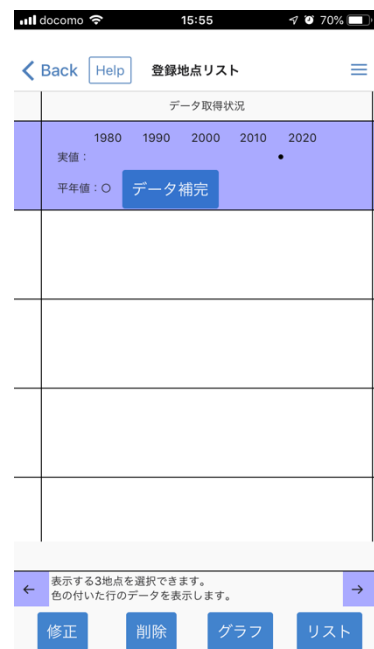 docomo 15:55 70%
Back Help 登録地点リスト
データ取得状況
1980 1990 2000 2010 2020
実値：
平年値：○ データ補完
表示する3地点を選択できます。
← →
色の付いた行のデータを表示します。
修正 削除 グラフ リスト